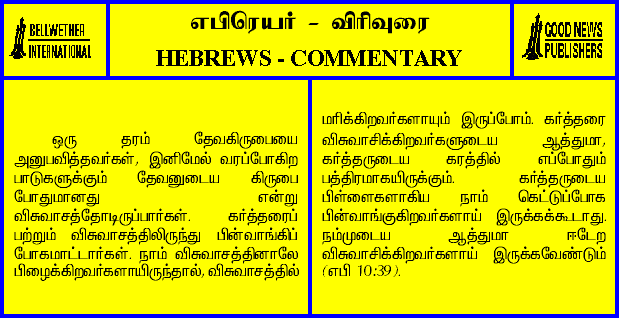 BELLWETHER
INTERNATIONAL
எபிரெயர் - விரிவுரை
HEBREWS - COMMENTARY
GOOD NEWS
PUBLISHERS
ஒரு தரம் தேவகிருபையை
அனுபவித்தவர்கள், இனிமேல் வரப்போகிற
பாடுகளுக்கும் தேவனுடைய கிருபை
போதுமானது என்று
விசுவாசத்தோடிருப்பார்கள். கர்த்தரைப்
பற்றும் விசுவாசத்திலிருந்து பின்வாங்கிப்
போகமாட்டார்கள். நாம் விசுவாசத்தினாலே
பிழைக்கிறவர்களாயிருந்தால், விசுவாசத்தில்
மரிக்கிறவர்களாயும் இருப்போம். கர்த்தரை
விசுவாசிக்கிறவர்களுடைய ஆத்துமா,
கர்த்தருடைய கரத்தில் எப்போதும்
பத்திரமாகயிருக்கும். கர்த்தருடைய
பிள்ளைகளாகிய நாம் கெட்டுப்போக
பின்வாங்குகிறவர்களாய் இருக்கக்கூடாது.
நம்முடைய ஆத்துமா ஈடேற
விசுவாசிக்கிறவர்களாய் இருக்கவேண்டும்
(எபி 10:39).